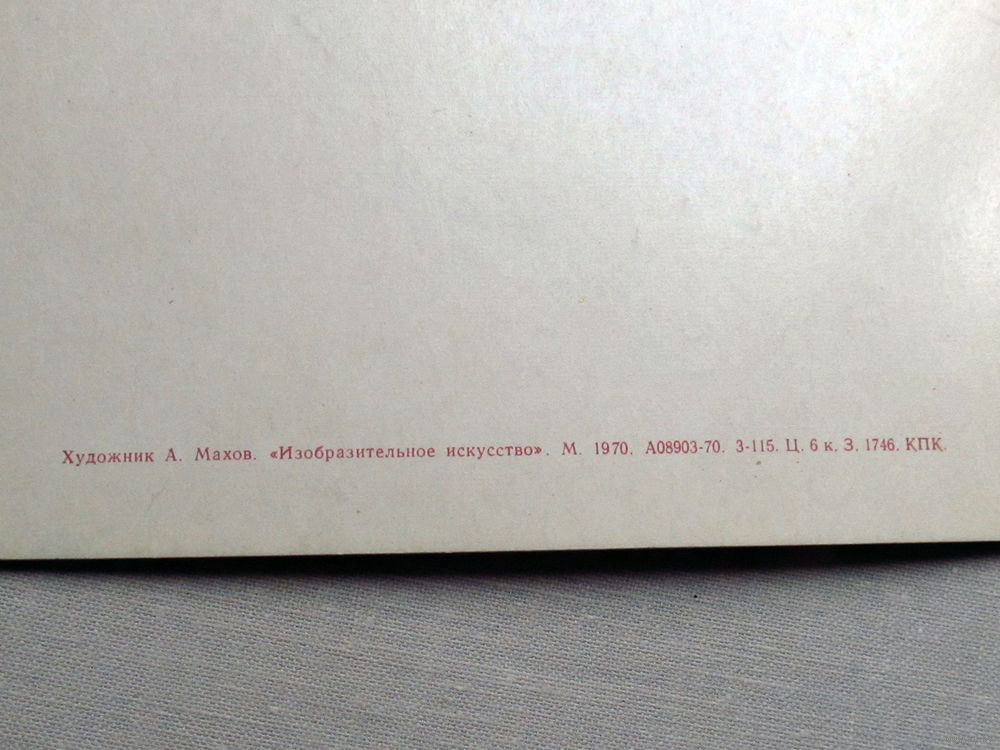 Художник А. Махов. «Изобразительное искусство». М. 1970. А08903-70. 3-115. Ц. 6 к. З. 1746. КПК.